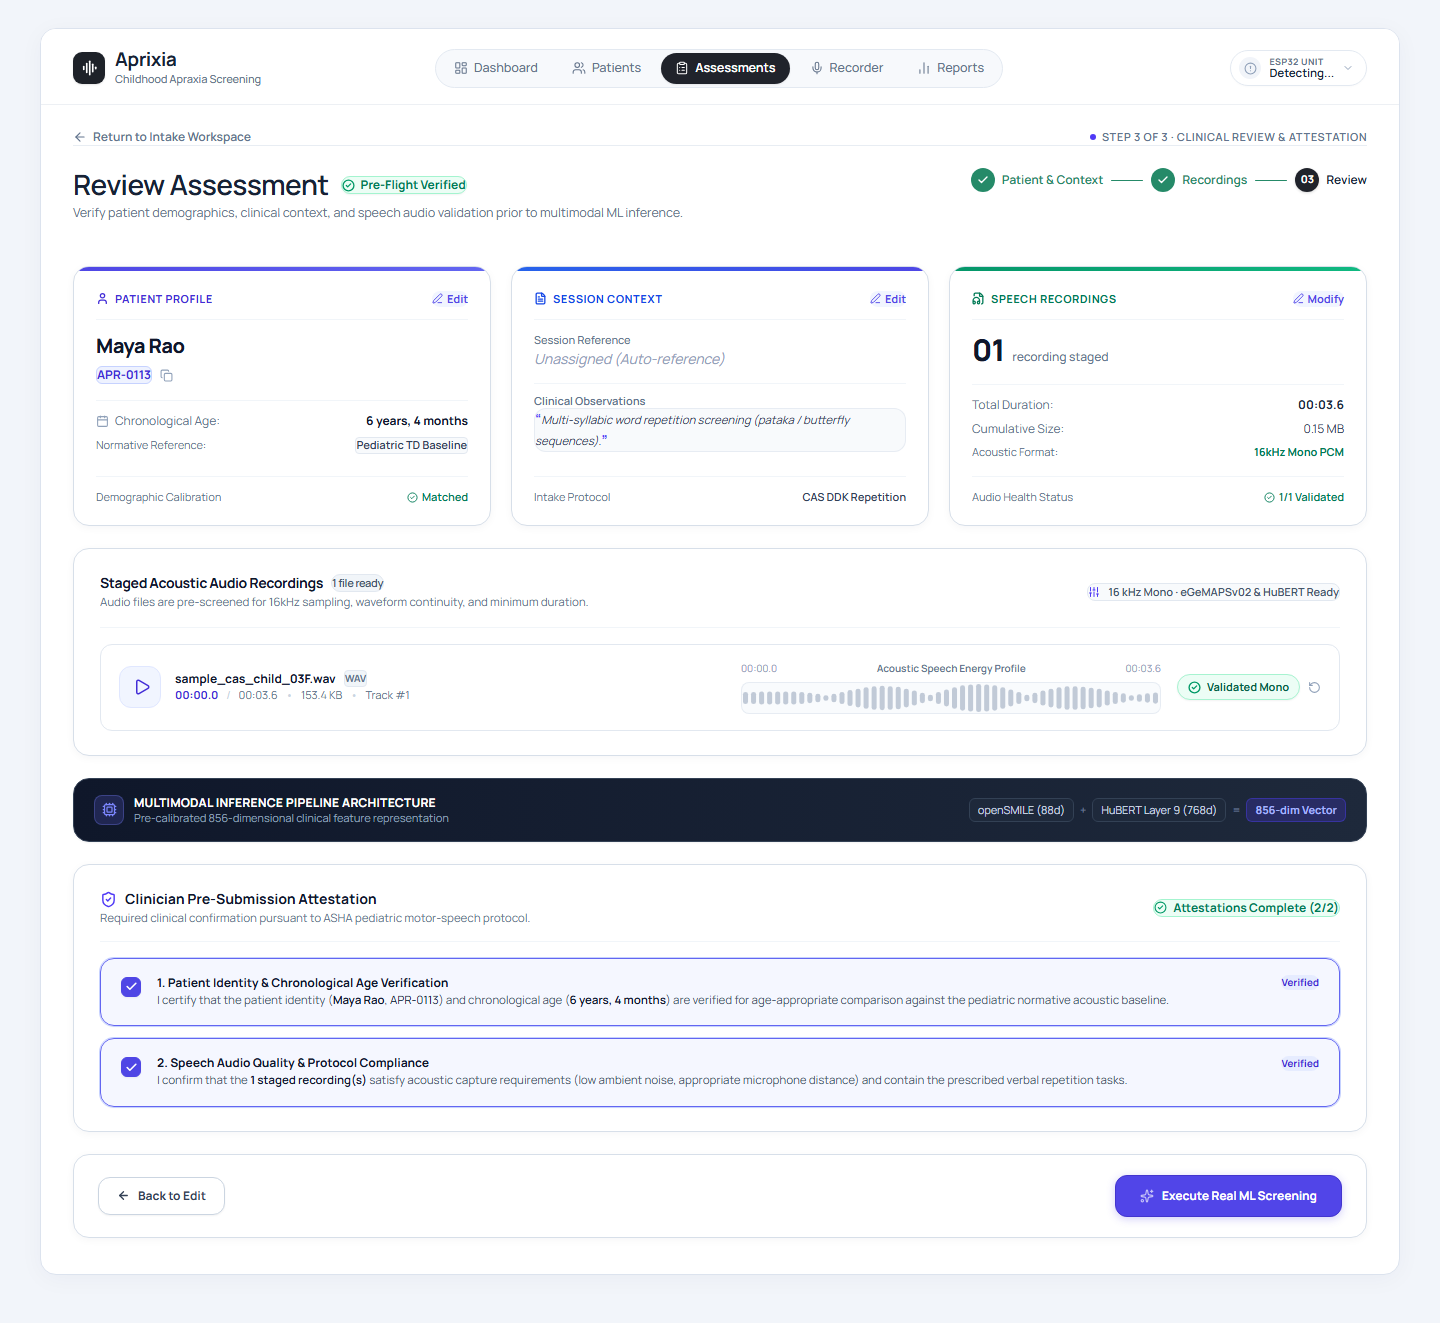 Aprixia
Childhood Apraxia Screening
Dashboard
Patients
Assessments
Recorder
Reports
ESP32 UNIT
Detecting...
Return to Intake Workspace
STEP 3 OF 3 · CLINICAL REVIEW & ATTESTATION
Review Assessment
Pre-Flight Verified
Verify patient demographics, clinical context, and speech audio validation prior to multimodal ML inference.
Patient & Context
Recordings
03 Review
PATIENT PROFILE
Edit
Maya Rao
APR-0113
Chronological Age: 6 years, 4 months
Normative Reference: Pediatric TD Baseline
Demographic Calibration Matched
SESSION CONTEXT
Edit
Session Reference
Unassigned (Auto-reference)
Clinical Observations
“Multi-syllabic word repetition screening (pataka / butterfly
sequences).”
Intake Protocol CAS DDK Repetition
SPEECH RECORDINGS
Modify
01 recording staged
Total Duration: 00:03.6
Cumulative Size: 0.15 MB
Acoustic Format: 16kHz Mono PCM
Audio Health Status 1/1 Validated
Staged Acoustic Audio Recordings 1 file ready
Audio files are pre-screened for 16kHz sampling, waveform continuity, and minimum duration.
16 kHz Mono · eGeMAPSv02 & HuBERT Ready
sample_cas_child_03F.wav WAV
00:00.0 / 00:03.6 • 153.4 KB • Track #1
00:00.0 Acoustic Speech Energy Profile 00:03.6
Validated Mono
MULTIMODAL INFERENCE PIPELINE ARCHITECTURE
Pre-calibrated 856-dimensional clinical feature representation
openSMILE (88d) + HuBERT Layer 9 (768d) = 856-dim Vector
Clinician Pre-Submission Attestation
Required clinical confirmation pursuant to ASHA pediatric motor-speech protocol.
Attestations Complete (2/2)
1. Patient Identity & Chronological Age Verification
Verified
I certify that the patient identity (Maya Rao, APR-0113) and chronological age (6 years, 4 months) are verified for age-appropriate comparison against the pediatric normative acoustic baseline.
2. Speech Audio Quality & Protocol Compliance
Verified
I confirm that the 1 staged recording(s) satisfy acoustic capture requirements (low ambient noise, appropriate microphone distance) and contain the prescribed verbal repetition tasks.
Back to Edit
Execute Real ML Screening